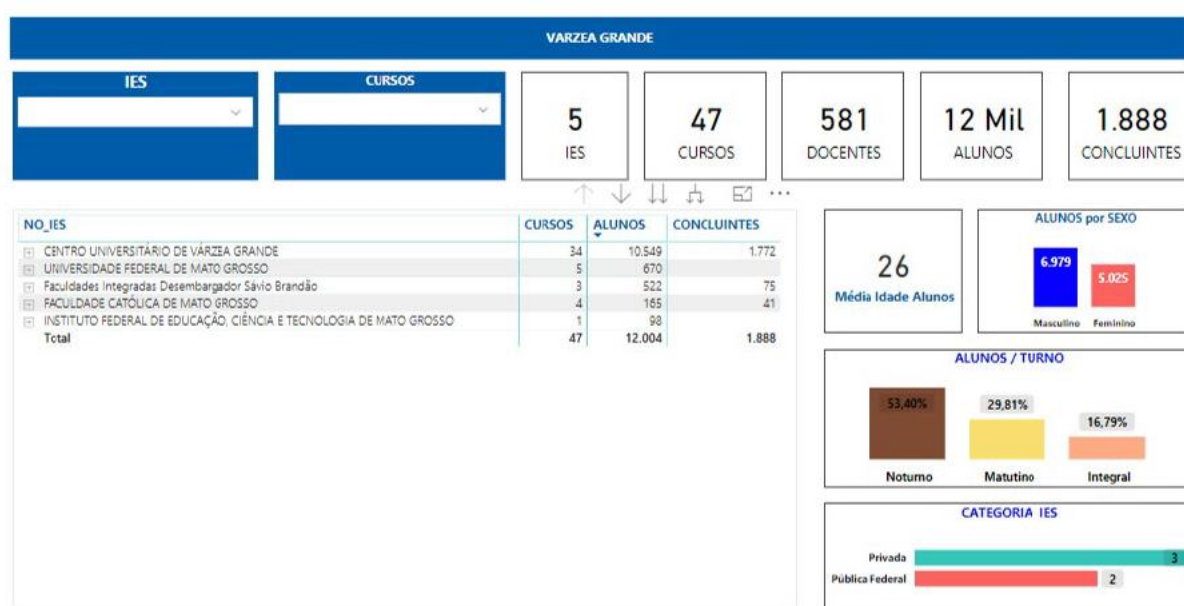 VARZEA GRANDE
IES
CURSOS
5
IES
47
CURSOS
581
DOCENTES
12 Mil
ALUNOS
1.888
CONCLUINTES
NO_IES CURSOS ALUNOS CONCLUINTES
CENTRO UNIVERSITÁRIO DE VÁRZEA GRANDE 34 10.549 1.772
UNIVERSIDADE FEDERAL DE MATO GROSSO 5 670
Faculdades Integradas Desembargador Sávio Brandão 3 522 75
FACULDADE CATÓLICA DE MATO GROSSO 4 165 41
INSTITUTO FEDERAL DE EDUCAÇÃO, CIÊNCIA E TECNOLOGIA DE MATO GROSSO 1 98
Total 47 12.004 1.888
26
Média Idade Alunos
ALUNOS por SEXO
6.979
5.025
Masculino Feminino
ALUNOS / TURNO
53,40% 29,81% 16,79%
Noturno Matutino Integral
CATEGORIA IES
Privada 3
Pública Federal 2